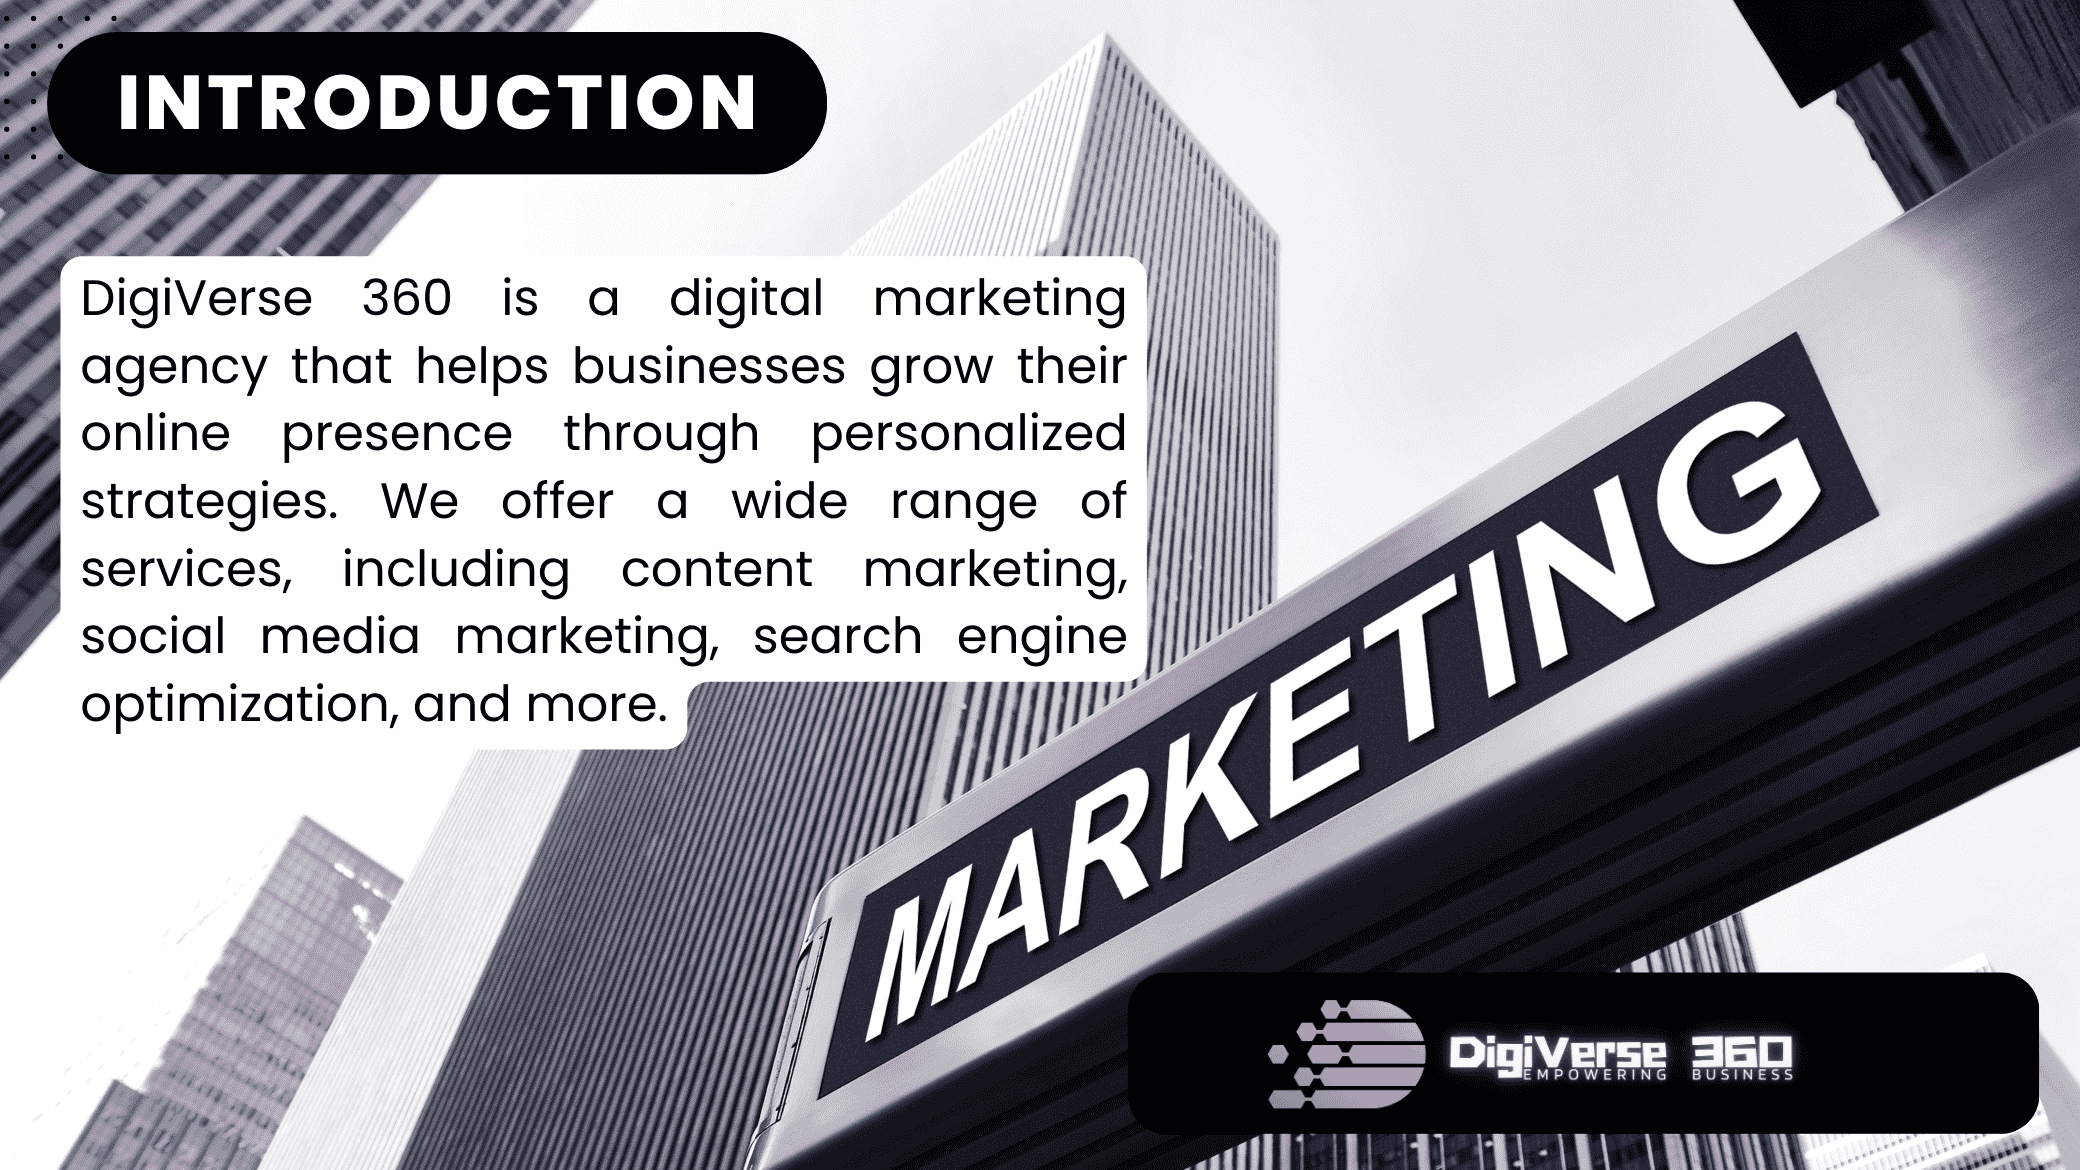 INTRODUCTION
DigiVerse 360 is a digital marketing
agency that helps businesses grow their
online presence through personalized
strategies. We offer a wide range of
services, including content marketing,
social media marketing, search engine
optimization, and more.
MARKETING
DigiVerse 360
EMPOWERING BUSINESS